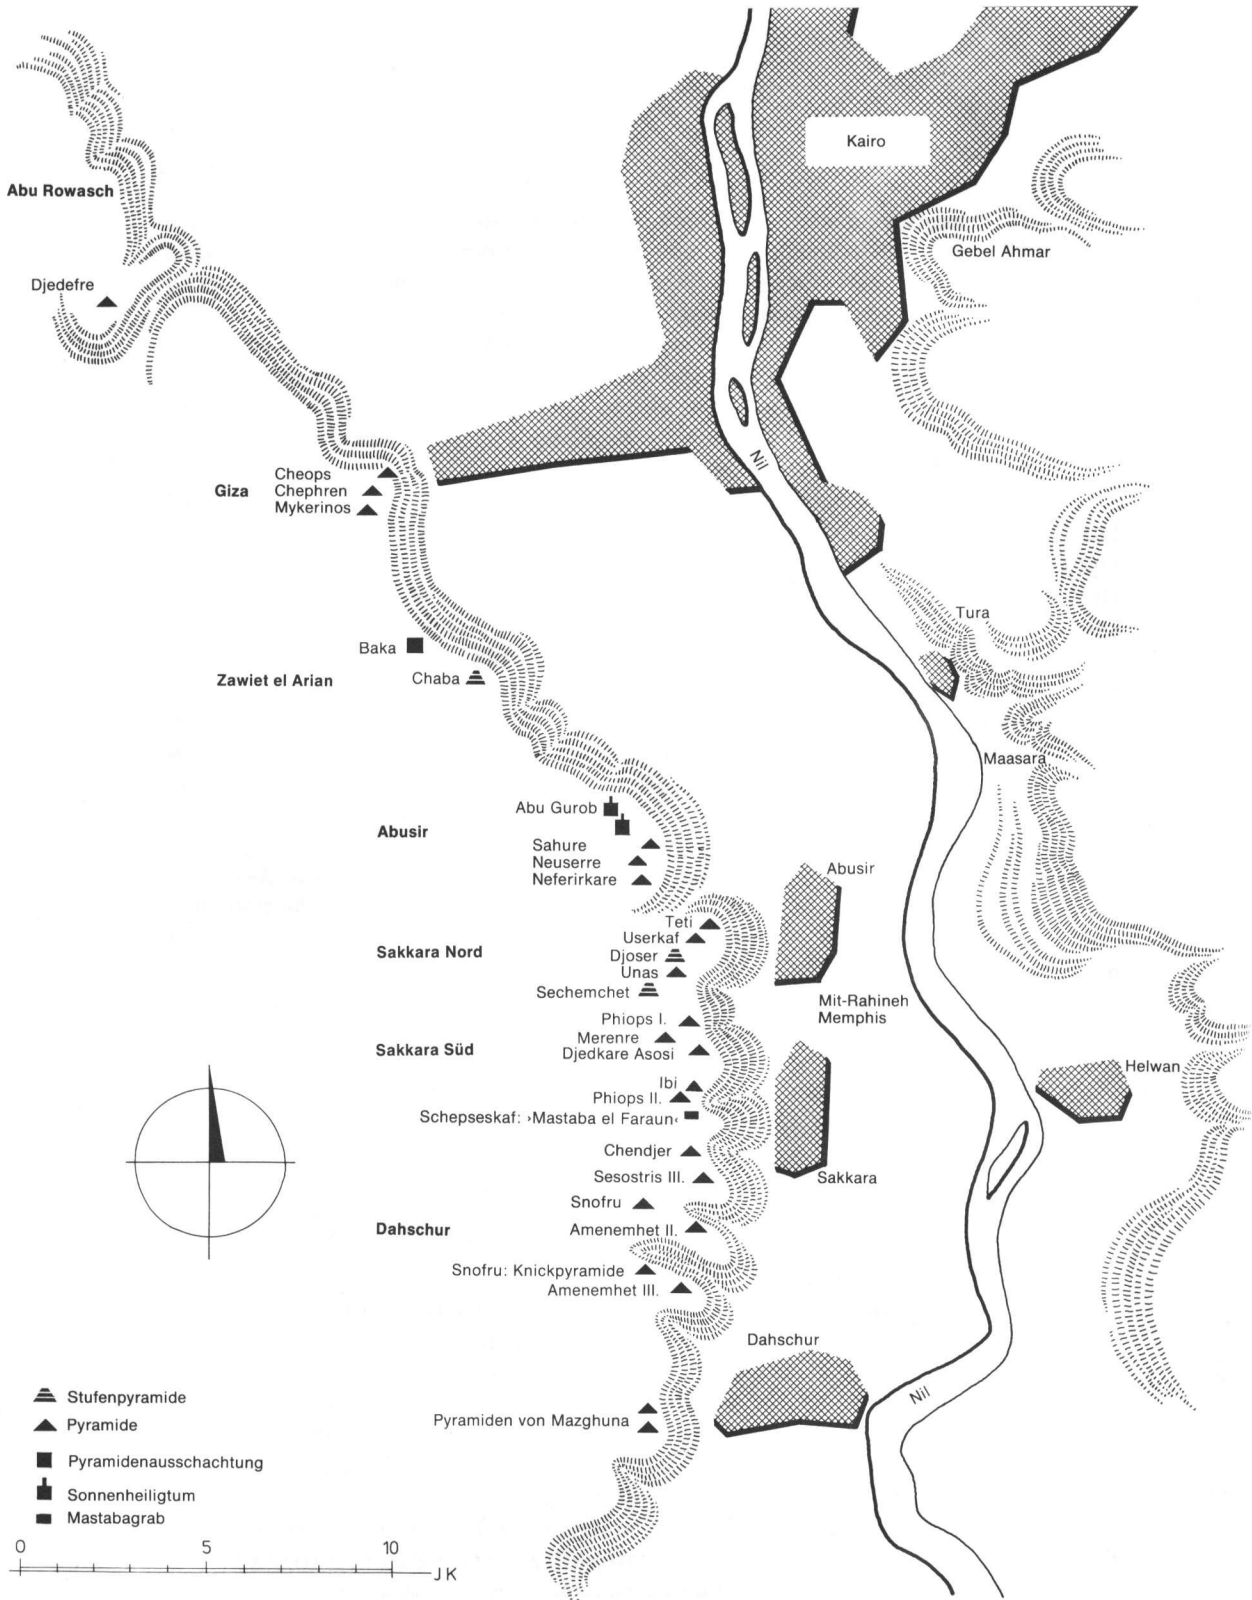 Kairo
Abu Rowasch
Gebel Ahmar
Djedefre
Nil
Cheops
Giza
Chephren
Mykerinos
Tura
Baka
Zawiet el Arian
Chaba
Maasara
Abu Gurob
Abusir
Sahure
Neuserre
Neferirkare
Abusir
Teti
Userkaf
Sakkara Nord
Djoser
Unas
Sechemchet
Mit-Rahineh
Memphis
Phiops I.
Merenre
Sakkara Süd
Djedkare Asosi
Helwan
Ibi
Phiops II.
Schepseskaf: ›Mastaba el Faraun‹
Chendjer
Sesostris III.
Sakkara
Snofru
Dahschur
Amenemhet II.
Snofru: Knickpyramide
Amenemhet III.
Dahschur
Nil
Pyramiden von Mazghuna
Stufenpyramide
Pyramide
Pyramidenausschachtung
Sonnenheiligtum
Mastabagrab
0 5 10
JK